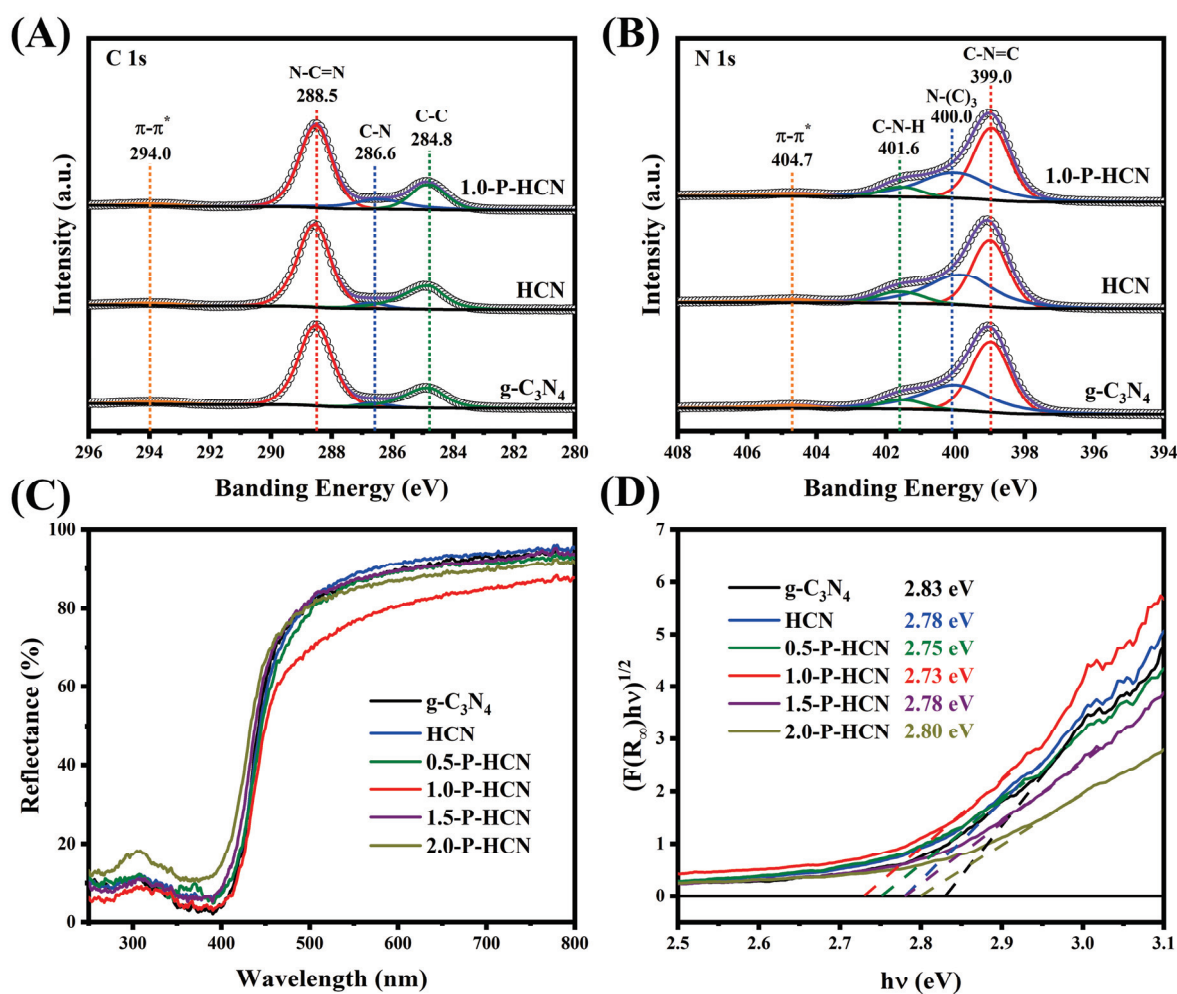 (A)
C 1s
N-C=N
288.5
C-N
286.6
C-C
284.8
π-π*
294.0
1.0-P-HCN
HCN
g-C₃N₄
Intensity (a.u.)
296 294 292 290 288 286 284 282 280
Banding Energy (eV)
(B)
N 1s
C-N=C
399.0
N-(C)₃
400.0
C-N-H
401.6
π-π*
404.7
1.0-P-HCN
HCN
g-C₃N₄
Intensity (a.u.)
408 406 404 402 400 398 396 394
Banding Energy (eV)
(C)
100
80
60
40
20
0
Reflectance (%)
g-C₃N₄
HCN
0.5-P-HCN
1.0-P-HCN
1.5-P-HCN
2.0-P-HCN
300 400 500 600 700 800
Wavelength (nm)
(D)
7
6
5
4
3
2
1
0
(F(R∞)hν)^1/2
g-C₃N₄ 2.83 eV
HCN 2.78 eV
0.5-P-HCN 2.75 eV
1.0-P-HCN 2.73 eV
1.5-P-HCN 2.78 eV
2.0-P-HCN 2.80 eV
2.5 2.6 2.7 2.8 2.9 3.0 3.1
hν (eV)